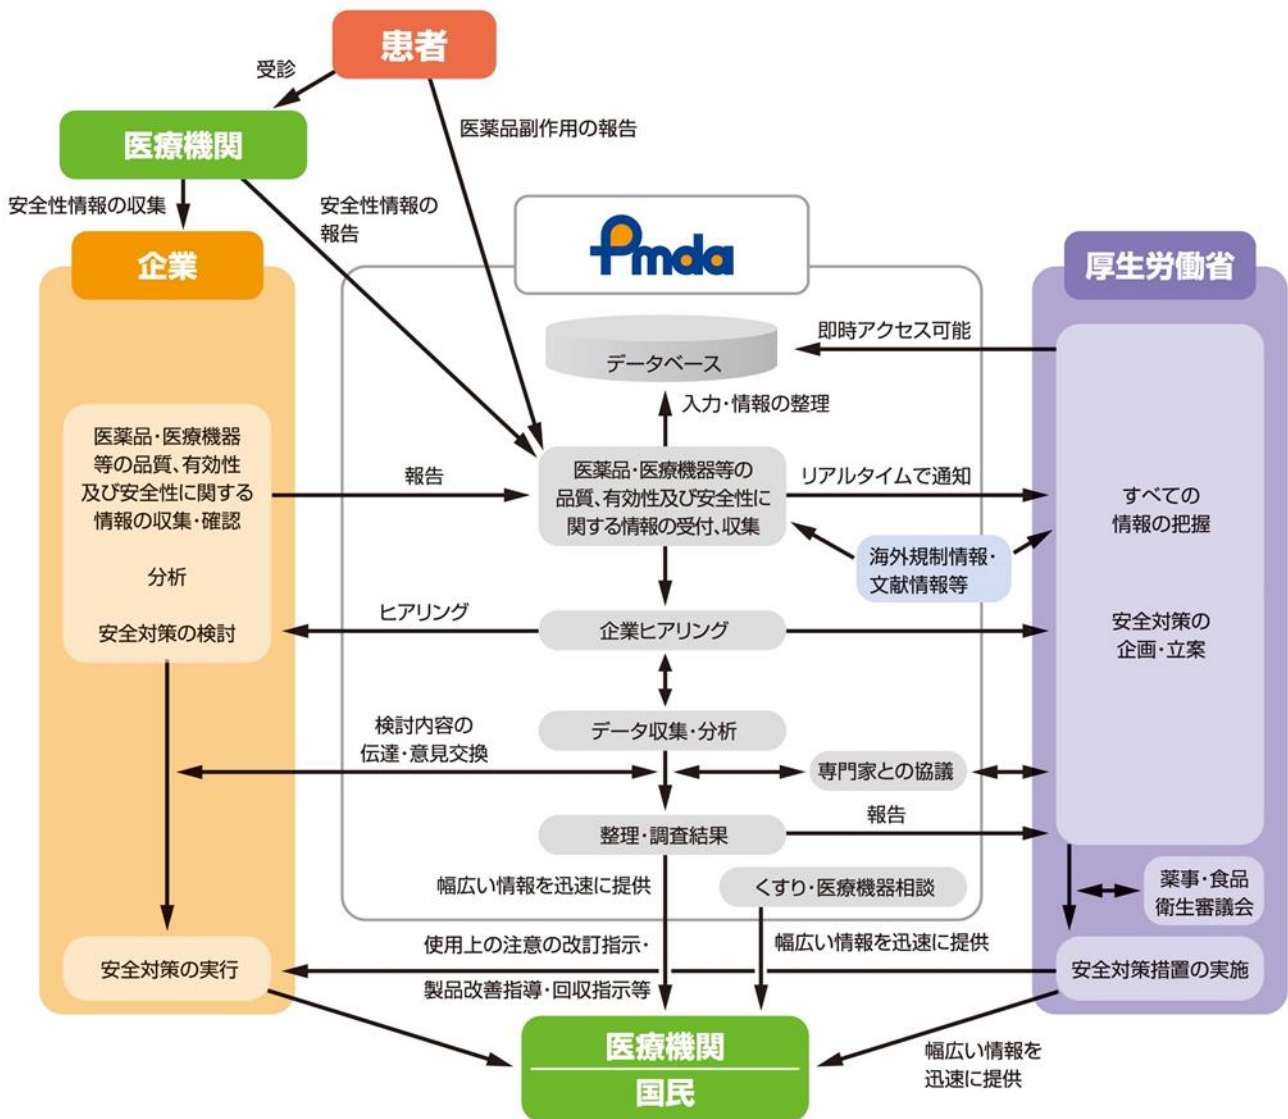 患者
受診
医療機関
医薬品副作用の報告
安全性情報の収集
安全性情報の
報告
企業
pmda
厚生労働省
データベース
即時アクセス可能
入力・情報の整理
医薬品・医療機器
等の品質、有効性
及び安全性に関する
情報の収集・確認
分析
安全対策の検討
報告
医薬品・医療機器等の
品質、有効性及び安全性に
関する情報の受付、収集
リアルタイムで通知
すべての
情報の把握
海外規制情報・
文献情報等
ヒアリング
企業ヒアリング
安全対策の
企画・立案
データ収集・分析
検討内容の
伝達・意見交換
専門家との協議
整理・調査結果
報告
幅広い情報を迅速に提供
くすり・医療機器相談
薬事・食品
衛生審議会
使用上の注意の改訂指示・
製品改善指導・回収指示等
幅広い情報を迅速に提供
安全対策の実行
安全対策措置の実施
医療機関
国民
幅広い情報を
迅速に提供